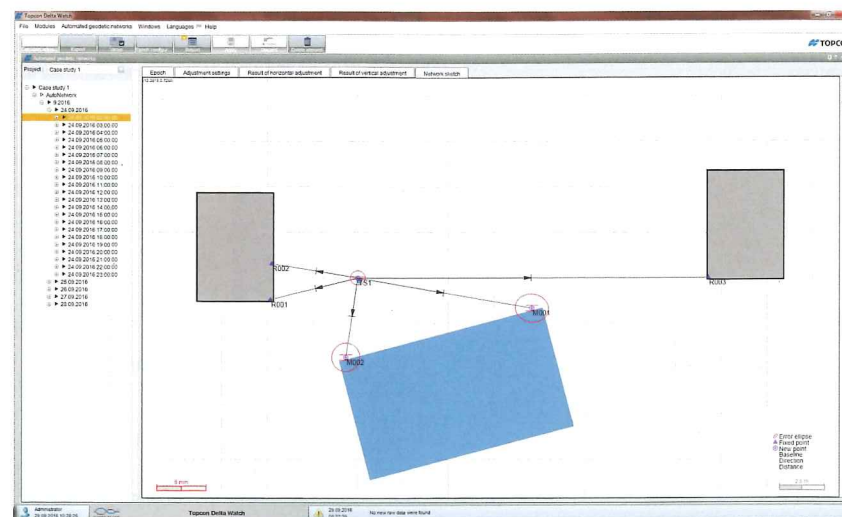 Topcon Delta Watch
File Modules Automated geodetic networks Windows Languages Help
TOPCO
Automated geodetic networks
Project: Case study 1
Epoch Adjustment settings Result of horizontal adjustment Result of vertical adjustment Network sketch
Case study 1
AutoNetwork
9.2016
24.09.2016
24.09.2016 03:00:00
24.09.2016 04:00:00
24.09.2016 05:00:00
24.09.2016 06:00:00
24.09.2016 07:00:00
24.09.2016 08:00:00
24.09.2016 09:00:00
24.09.2016 10:00:00
24.09.2016 11:00:00
24.09.2016 12:00:00
24.09.2016 13:00:00
24.09.2016 14:00:00
24.09.2016 15:00:00
24.09.2016 16:00:00
24.09.2016 17:00:00
24.09.2016 18:00:00
24.09.2016 19:00:00
24.09.2016 20:00:00
24.09.2016 21:00:00
24.09.2016 22:00:00
24.09.2016 23:00:00
25.09.2016
26.09.2016
27.09.2016
28.09.2016
R002
TS1
R003
R001
M001
M002
Error elipse
Fixed point
New point
Baseline
Direction
Distance
5 mm
Administrator
Topcon Delta Watch
29.09.2016
No new raw data were found